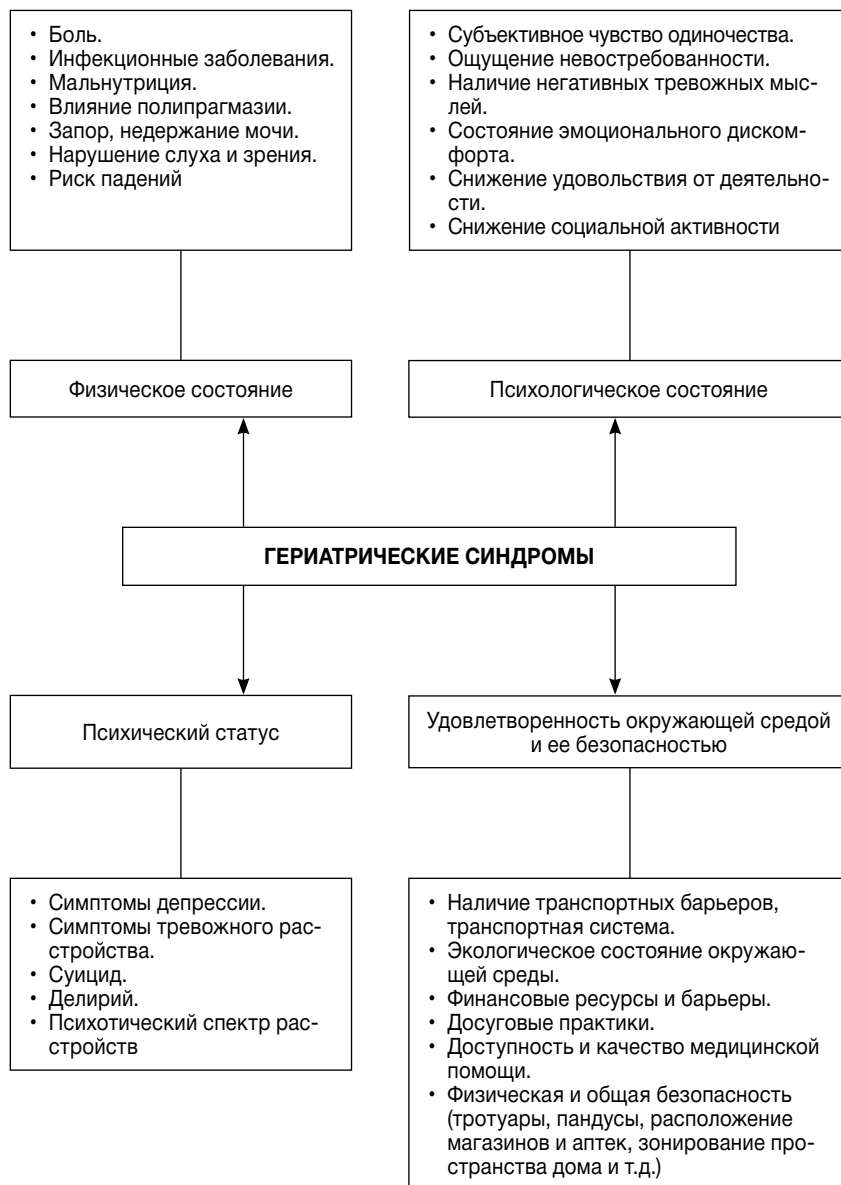 • Боль.
• Инфекционные заболевания.
• Мальнутриция.
• Влияние полипрагмазии.
• Запор, недержание мочи.
• Нарушение слуха и зрения.
• Риск падений
• Субъективное чувство одиночества.
• Ощущение невостребованности.
• Наличие негативных тревожных мыс-
лей.
• Состояние эмоционального диском-
форта.
• Снижение удовольствия от деятельно-
сти.
• Снижение социальной активности
Физическое состояние
Психологическое состояние
ГЕРИАТРИЧЕСКИЕ СИНДРОМЫ
Психический статус
Удовлетворенность окружающей средой
и ее безопасностью
• Симптомы депрессии.
• Симптомы тревожного рас-
стройства.
• Суицид.
• Делирий.
• Психотический спектр рас-
стройств
• Наличие транспортных барьеров,
транспортная система.
• Экологическое состояние окружаю-
щей среды.
• Финансовые ресурсы и барьеры.
• Досуговые практики.
• Доступность и качество медицинской
помощи.
• Физическая и общая безопасность
(тротуары, пандусы, расположение
магазинов и аптек, зонирование про-
странства дома и т.д.)